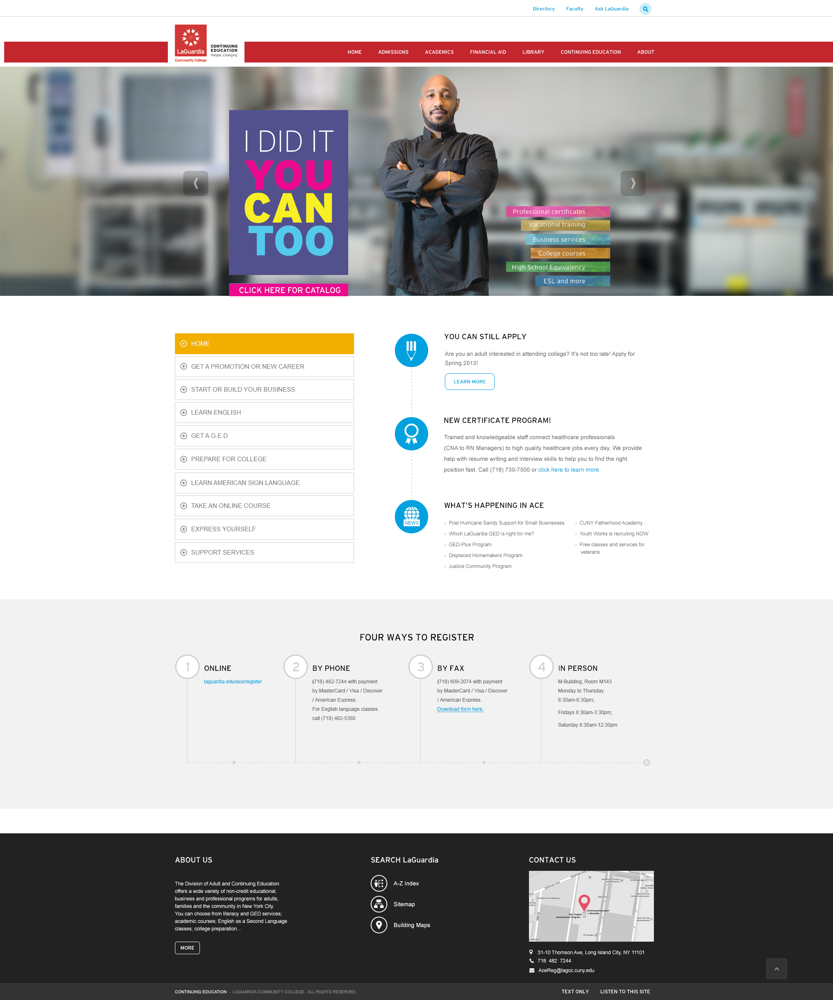 Directory Faculty Ask LaGuardia
LaGuardia
Community College
CONTINUING
EDUCATION
People, Changing
HOME ADMISSIONS ACADEMICS FINANCIAL AID LIBRARY CONTINUING EDUCATION ABOUT
I DID IT
YOU
CAN
TOO
CLICK HERE FOR CATALOG
Professional certificates
Vocational training
Business services
College courses
High School Equivalency
ESL and more
HOME
GET A PROMOTION OR NEW CAREER
START OR BUILD YOUR BUSINESS
LEARN ENGLISH
GET A G.E.D
PREPARE FOR COLLEGE
LEARN AMERICAN SIGN LANGUAGE
TAKE AN ONLINE COURSE
EXPRESS YOURSELF
SUPPORT SERVICES
YOU CAN STILL APPLY
Are you an adult interested in attending college? It's not too late! Apply for
Spring 2013!
LEARN MORE
NEW CERTIFICATE PROGRAM!
Trained and knowledgeable staff connect healthcare professionals
(CNA to RN Managers) to high quality healthcare jobs every day. We provide
help with resume writing and interview skills to help you to find the right
position fast. Call (718) 730-7500 or click here to learn more.
NEWS
WHAT'S HAPPENING IN ACE
- Post Hurricane Sandy Support for Small Businesses
- Which LaGuardia GED is right for me?
- GED-Plus Program
- Displaced Homemakers Program
- Justice Community Program
- CUNY Fatherhood Academy
- Youth Works is recruiting NOW
- Free classes and services for
veterans
FOUR WAYS TO REGISTER
1 ONLINE
laguardia.edu/ace/register
2 BY PHONE
(718) 482-7244 with payment
by MasterCard / Visa / Discover
/ American Express.
For English language classes
call (718) 482-5360
3 BY FAX
(718) 609-2074 with payment
by MasterCard / Visa / Discover
/ American Express.
Download form here.
4 IN PERSON
M-Building, Room M143
Monday to Thursday
8:30am-6:30pm;
Fridays 8:30am-3:30pm;
Saturday 8:30am-12:30pm
ABOUT US
The Division of Adult and Continuing Education
offers a wide variety of non-credit educational,
business and professional programs for adults,
families and the community in New York City.
You can choose from literacy and GED services;
academic courses; English as a Second Language
classes; college preparation...
MORE
SEARCH LaGuardia
A-Z Index
Sitemap
Building Maps
CONTACT US
Skillman Ave
Thomson Ave
Skillman Ave
28th St
Continuing Education
- LaGuardia...
ASL-English
Interpretation Program...
NY Designs
31-10 Thomson Ave, Long Island City, NY 11101
718 482 7244
AceReg@lagcc.cuny.edu
CONTINUING EDUCATION - LAGUARDIA COMMUNITY COLLEGE. ALL RIGHTS RESERVED.
TEXT ONLY LISTEN TO THIS SITE